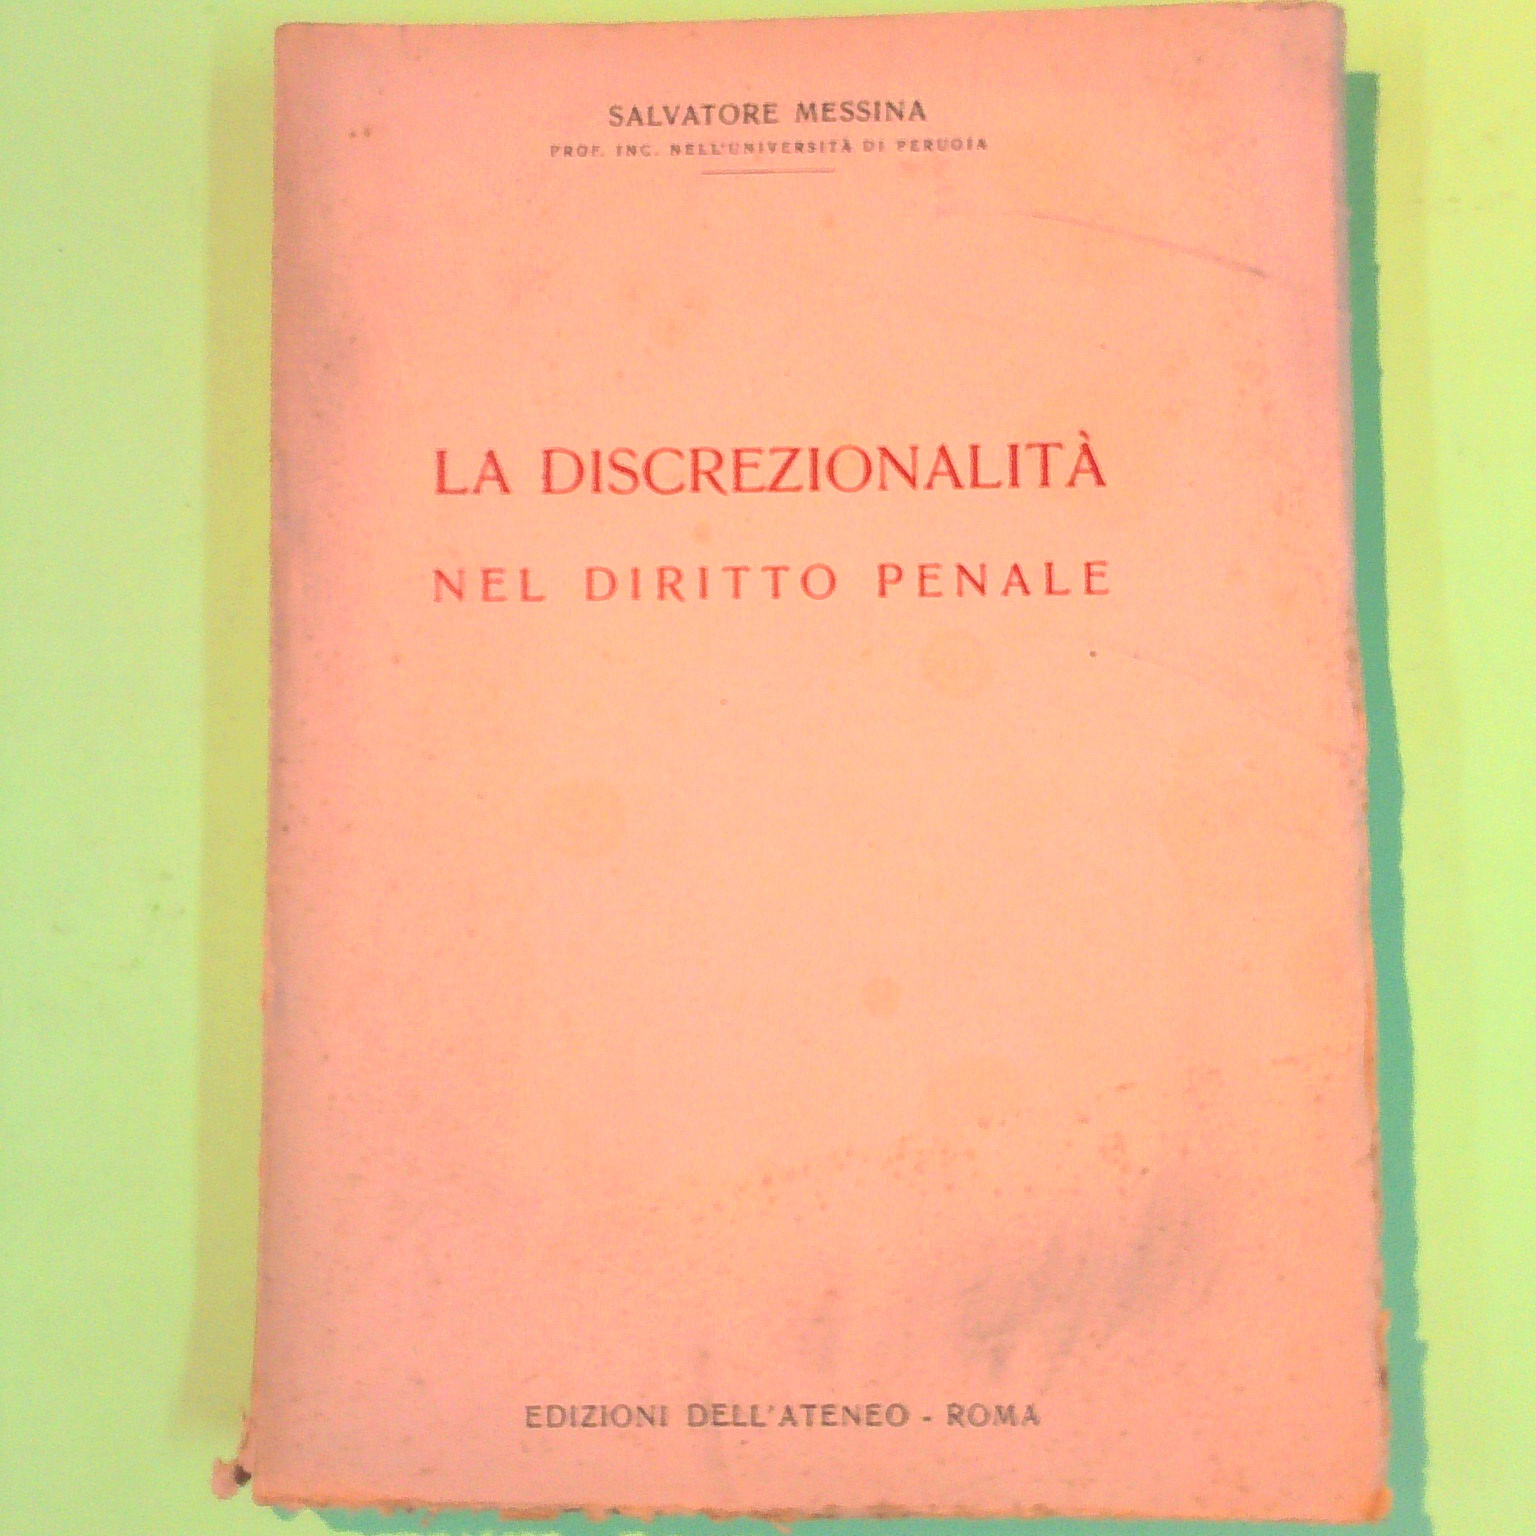 SALVATORE MESSINA
PROF. INC. NELL'UNIVERSITÀ DI PERUGIA
LA DISCREZIONALITÀ
NEL DIRITTO PENALE
EDIZIONI DELL'ATENEO - ROMA